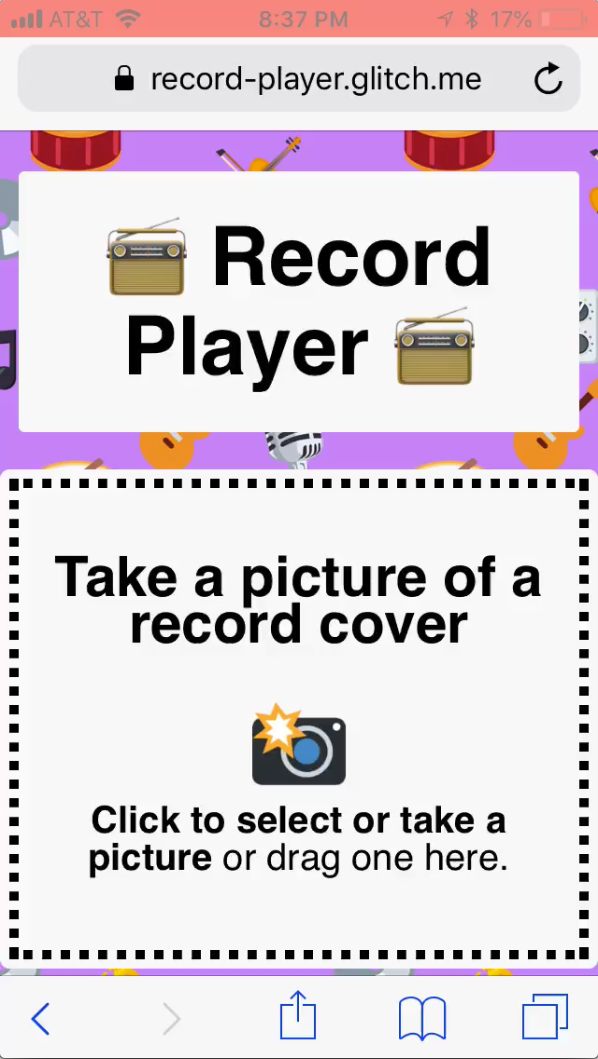 AT&T 8:37 PM 17%
record-player.glitch.me
Record
Player
Take a picture of a
record cover
Click to select or take a
picture or drag one here.